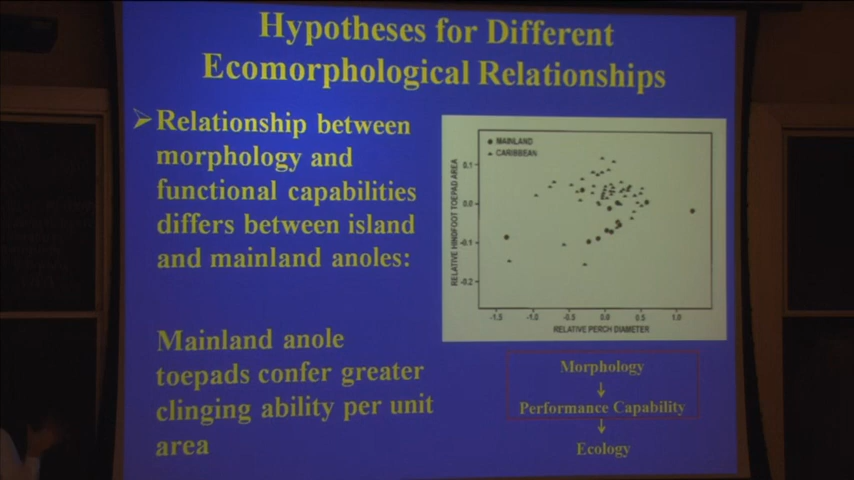 Hypotheses for Different
Ecomorphological Relationships
➤Relationship between
morphology and
functional capabilities
differs between island
and mainland anoles:
Mainland anole
toepads confer greater
clinging ability per unit
area
MAINLAND
CARIBBEAN
RELATIVE HINDFOOT TOEPAD AREA
0.1
0.0
-0.1
-0.2
-1.5 -1.0 -0.5 0.0 0.5 1.0
RELATIVE PERCH DIAMETER
Morphology
Performance Capability
Ecology